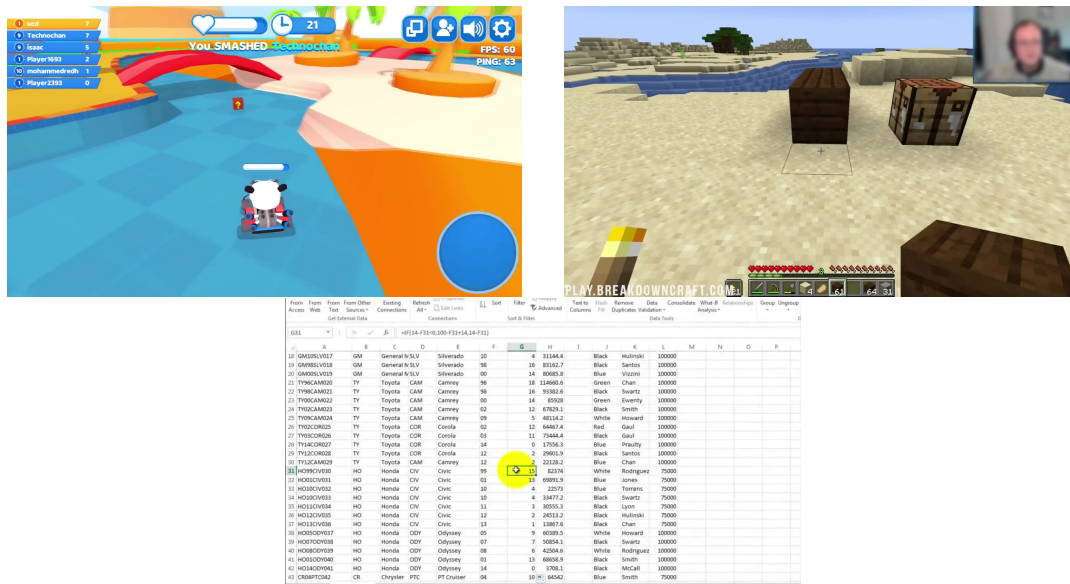 1 ucd 7
9 Technochan 7
9 isaac 5
1 Player1693 2
10 mohammedredh 1
1 Player2393 0
21
You SMASHED Technochan
FPS: 60
PING: 63
PLAY.BREAKDOWNCRAFT.COM
4 61 64 31
From From From From Other Existing Refresh Sort Filter Advanced Text to Flash Remove Data Consolidate What-If Relationships Group Ungroup
Access Web Text Sources Connections All Edit Links Columns Fill Duplicates Validation Analysis
Get External Data Connections Sort & Filter Data Tools
G31 fx =IF(14-F31<0,100-F31+14,14-F31)
A B C D E F G H I J K L M N O P
18 GM10SLV017 GM General M SLV Silverado 10 4 31144.4 Black Hulinski 100000
19 GM98SLV018 GM General M SLV Silverado 98 16 83162.7 Black Santos 100000
20 GM00SLV019 GM General M SLV Silverado 00 14 80685.8 Blue Vizzini 100000
21 TY96CAM020 TY Toyota CAM Camrey 96 18 114660.6 Green Chan 100000
22 TY98CAM021 TY Toyota CAM Camrey 98 16 93382.6 Black Swartz 100000
23 TY00CAM022 TY Toyota CAM Camrey 00 14 85928 Green Ewenty 100000
24 TY02CAM023 TY Toyota CAM Camrey 02 12 67829.1 Black Smith 100000
25 TY09CAM024 TY Toyota CAM Camrey 09 5 48114.2 White Howard 100000
26 TY02COR025 TY Toyota COR Corola 02 12 64467.4 Red Gaul 100000
27 TY03COR026 TY Toyota COR Corola 03 11 73444.4 Black Gaul 100000
28 TY14COR027 TY Toyota COR Corola 14 0 17556.3 Blue Praulty 100000
29 TY12COR028 TY Toyota COR Corola 12 2 29601.9 Black Santos 100000
30 TY12CAM029 TY Toyota CAM Camrey 12 2 22128.2 Blue Chan 100000
31 HO99CIV030 HO Honda CIV Civic 99 15 82374 White Rodriguez 75000
32 HO01CIV031 HO Honda CIV Civic 01 13 69891.9 Blue Jones 75000
33 HO10CIV032 HO Honda CIV Civic 10 4 22573 Blue Torrens 75000
34 HO10CIV033 HO Honda CIV Civic 10 4 33477.2 Black Swartz 75000
35 HO11CIV034 HO Honda CIV Civic 11 3 30555.3 Black Lyon 75000
36 HO12CIV035 HO Honda CIV Civic 12 2 24513.2 Black Hulinski 75000
37 HO13CIV036 HO Honda CIV Civic 13 1 13867.6 Black Chan 75000
38 HO05ODY037 HO Honda ODY Odyssey 05 9 60389.5 White Howard 100000
39 HO07ODY038 HO Honda ODY Odyssey 07 7 50854.1 Black Swartz 100000
40 HO08ODY039 HO Honda ODY Odyssey 08 6 42504.6 White Rodriguez 100000
41 HO01ODY040 HO Honda ODY Odyssey 01 13 68658.9 Black Smith 100000
42 HO14ODY041 HO Honda ODY Odyssey 14 0 3708.1 Black McCall 100000
43 CR04PTC042 CR Chrysler PTC PT Cruiser 04 10 64542 Blue Smith 75000